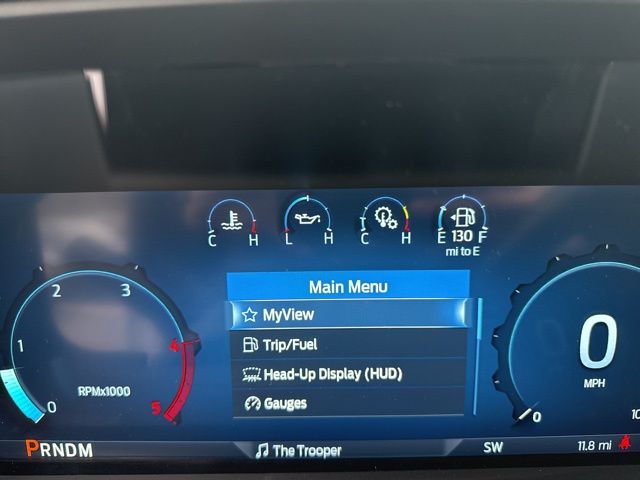 C H L H C H E 130 F
mi to E
Main Menu
MyView
Trip/Fuel
Head-Up Display (HUD)
Gauges
0 1 2 3 4 5
RPMx1000
0
MPH
0
10
PRNDM
The Trooper
SW
11.8 mi